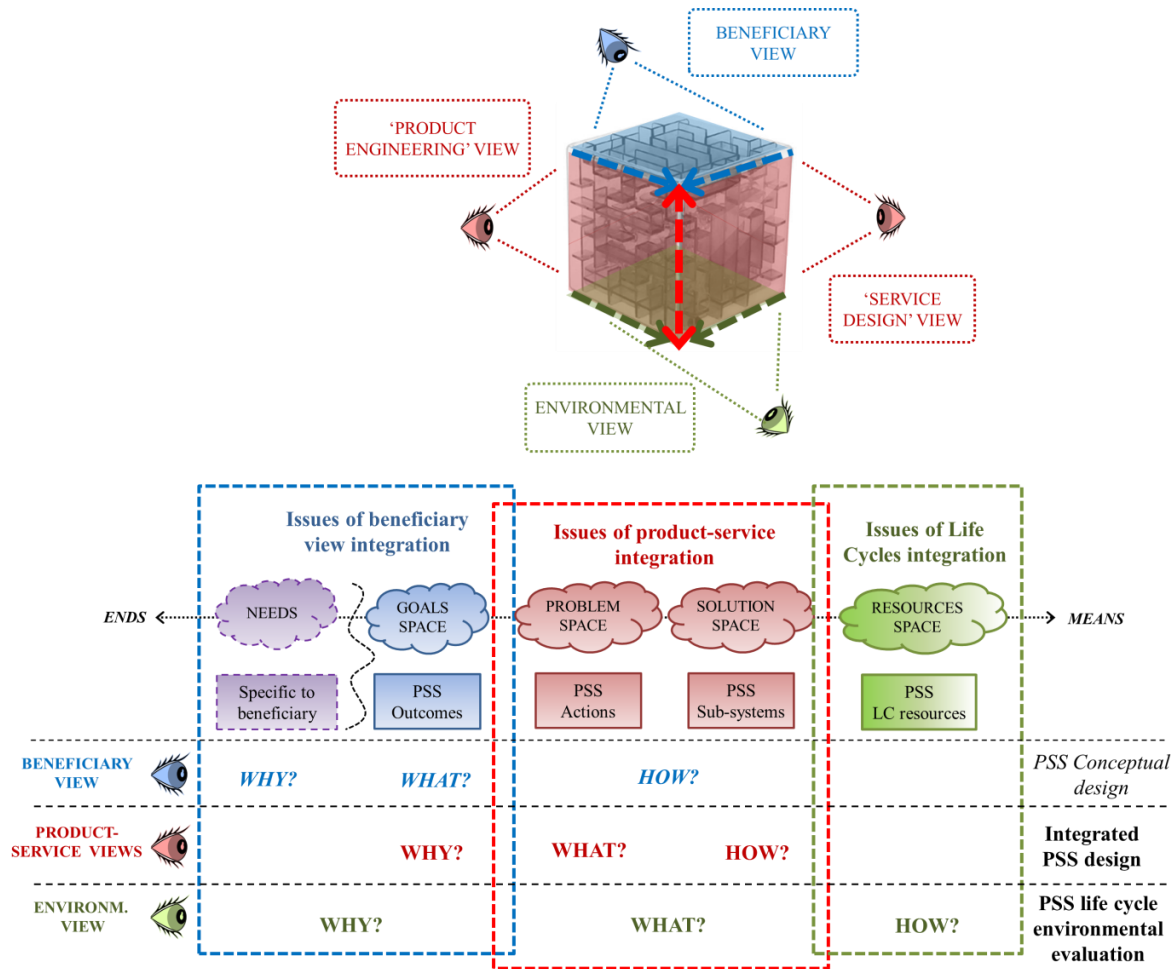 BENEFICIARY
VIEW
‘PRODUCT
ENGINEERING’ VIEW
‘SERVICE
DESIGN’ VIEW
ENVIRONMENTAL
VIEW
Issues of beneficiary
view integration
Issues of product-service
integration
Issues of Life
Cycles integration
ENDS
NEEDS
GOALS
SPACE
PROBLEM
SPACE
SOLUTION
SPACE
RESOURCES
SPACE
MEANS
Specific to
beneficiary
PSS
Outcomes
PSS
Actions
PSS
Sub-systems
PSS
LC resources
BENEFICIARY
VIEW
WHY?
WHAT?
HOW?
PSS Conceptual
design
PRODUCT-
SERVICE VIEWS
WHY?
WHAT?
HOW?
Integrated
PSS design
ENVIRONM.
VIEW
WHY?
WHAT?
HOW?
PSS life cycle
environmental
evaluation